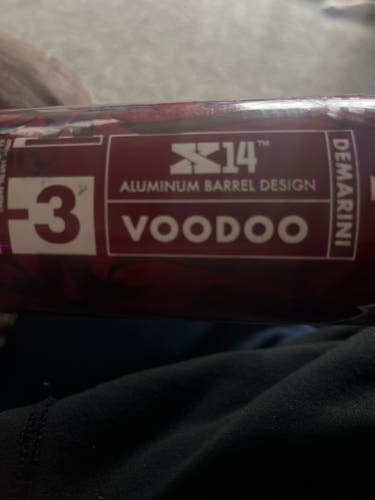 -3
X14™
ALUMINUM BARREL DESIGN
VOODOO
DEMARINI